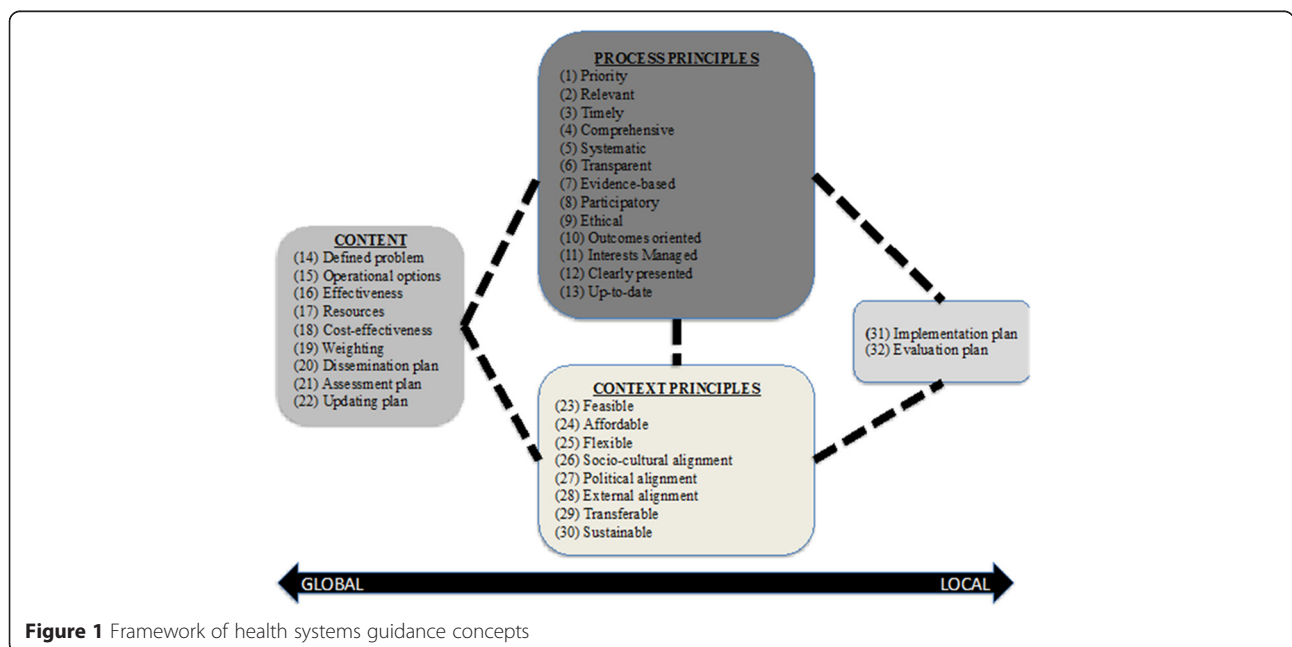 PROCESS PRINCIPLES
(1) Priority
(2) Relevant
(3) Timely
(4) Comprehensive
(5) Systematic
(6) Transparent
(7) Evidence-based
(8) Participatory
(9) Ethical
(10) Outcomes oriented
(11) Interests Managed
(12) Clearly presented
(13) Up-to-date
CONTENT
(14) Defined problem
(15) Operational options
(16) Effectiveness
(17) Resources
(18) Cost-effectiveness
(19) Weighting
(20) Dissemination plan
(21) Assessment plan
(22) Updating plan
CONTEXT PRINCIPLES
(23) Feasible
(24) Affordable
(25) Flexible
(26) Socio-cultural alignment
(27) Political alignment
(28) External alignment
(29) Transferable
(30) Sustainable
(31) Implementation plan
(32) Evaluation plan
GLOBAL LOCAL
Figure 1 Framework of health systems guidance concepts